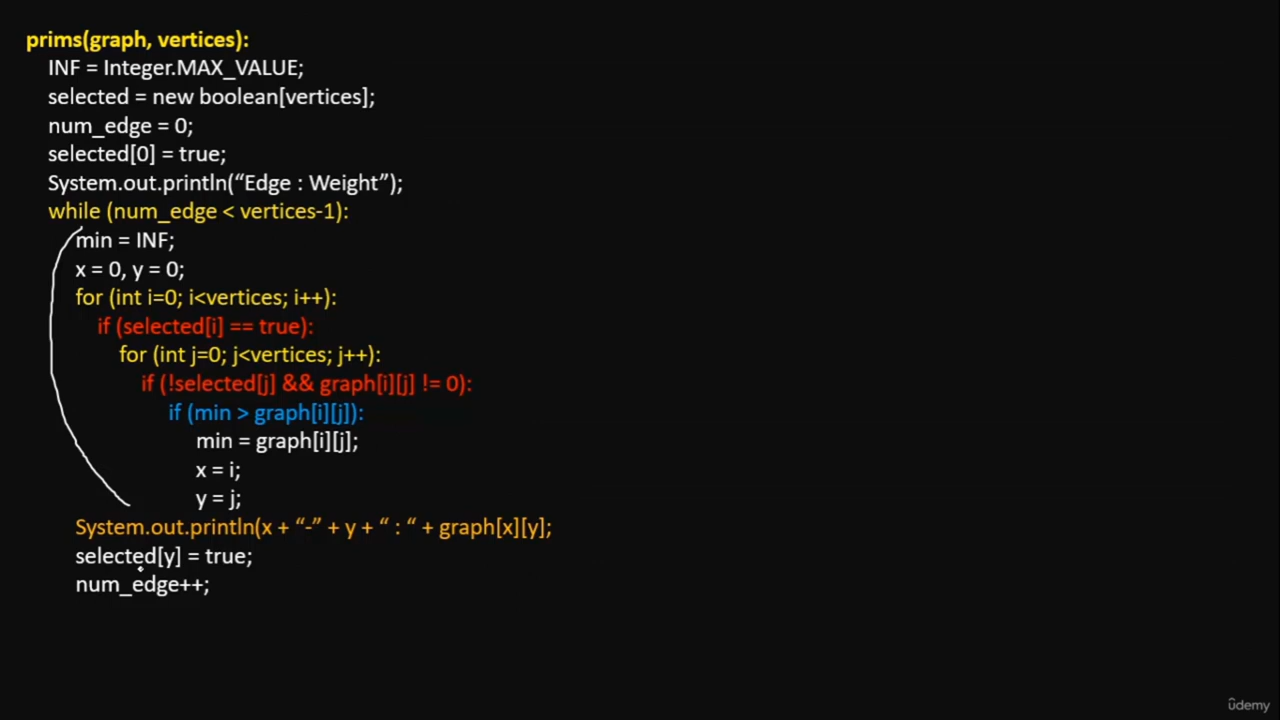 prims(graph, vertices):
INF = Integer.MAX_VALUE;
selected = new boolean[vertices];
num_edge = 0;
selected[0] = true;
System.out.println(“Edge : Weight”);
while (num_edge < vertices-1):
min = INF;
x = 0, y = 0;
for (int i=0; i<vertices; i++):
if (selected[i] == true):
for (int j=0; j<vertices; j++):
if (!selected[j] && graph[i][j] != 0):
if (min > graph[i][j]):
min = graph[i][j];
x = i;
y = j;
System.out.println(x + “-” + y + “ : “ + graph[x][y];
selected[y] = true;
num_edge++;
ûdemy